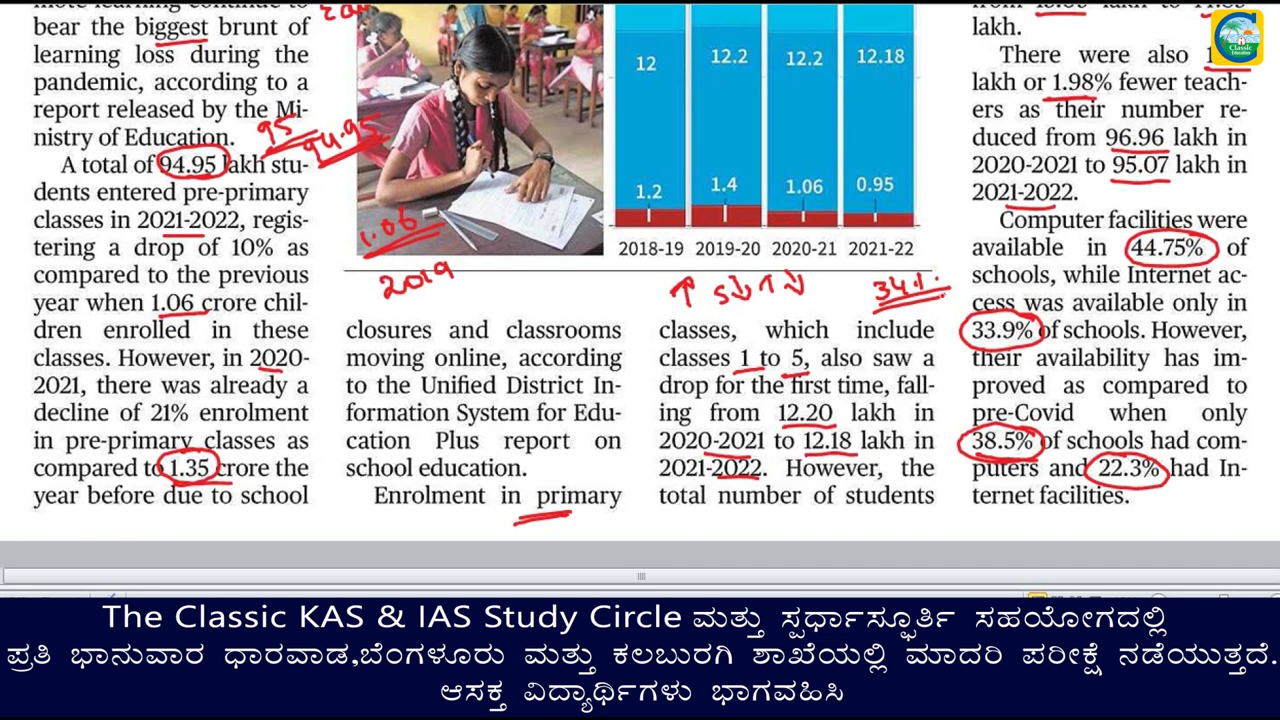 bear the biggest brunt of
learning loss during the
pandemic, according to a
report released by the Mi-
nistry of Education.
A total of 94.95 lakh stu-
dents entered pre-primary
classes in 2021-2022, regis-
tering a drop of 10% as
compared to the previous
year when 1.06 crore chil-
dren enrolled in these
classes. However, in 2020-
2021, there was already a
decline of 21% enrolment
in pre-primary classes as
compared to 1.35 crore the
year before due to school
95
94.95
1.06
2019
12 12.2 12.2 12.18
1.2 1.4 1.06 0.95
2018-19 2019-20 2020-21 2021-22
34%
closures and classrooms
moving online, according
to the Unified District In-
formation System for Edu-
cation Plus report on
school education.
Enrolment in primary
classes, which include
classes 1 to 5, also saw a
drop for the first time, fall-
ing from 12.20 lakh in
2020-2021 to 12.18 lakh in
2021-2022. However, the
total number of students
lakh.
There were also
lakh or 1.98% fewer teach-
ers as their number re-
duced from 96.96 lakh in
2020-2021 to 95.07 lakh in
2021-2022.
Computer facilities were
available in 44.75% of
schools, while Internet ac-
cess was available only in
33.9% of schools. However,
their availability has im-
proved as compared to
pre-Covid when only
38.5% of schools had com-
puters and 22.3% had In-
ternet facilities.
Classic
Education
The Classic KAS & IAS Study Circle ಮತ್ತು ಸ್ಪರ್ಧಾಸ್ಫೂರ್ತಿ ಸಹಯೋಗದಲ್ಲಿ
ಪ್ರತಿ ಭಾನುವಾರ ಧಾರವಾಡ,ಬೆಂಗಳೂರು ಮತ್ತು ಕಲಬುರಗಿ ಶಾಖೆಯಲ್ಲಿ ಮಾದರಿ ಪರೀಕ್ಷೆ ನಡೆಯುತ್ತದೆ.
ಆಸಕ್ತ ವಿದ್ಯಾರ್ಥಿಗಳು ಭಾಗವಹಿಸಿ